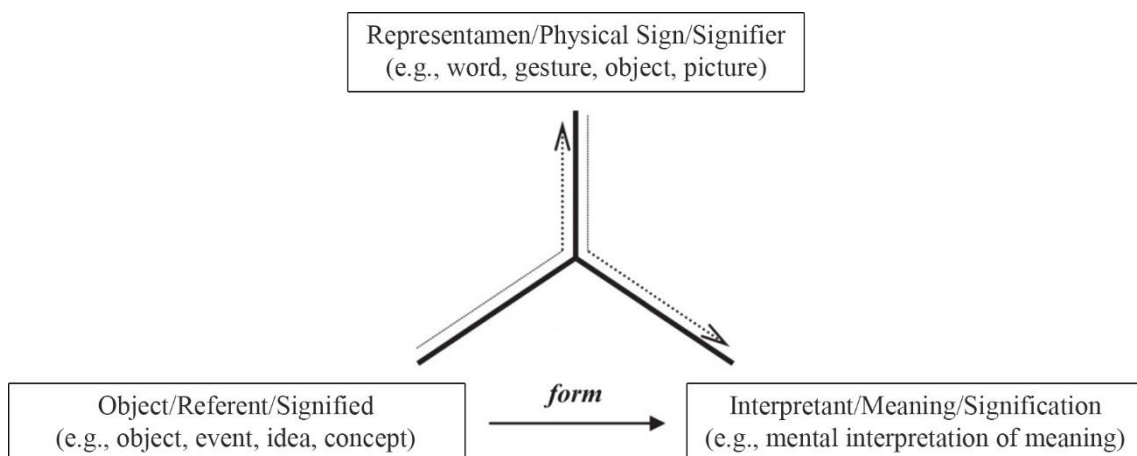 Representamen/Physical Sign/Signifier
(e.g., word, gesture, object, picture)
form
Object/Referent/Signified
(e.g., object, event, idea, concept)
Interpretant/Meaning/Signification
(e.g., mental interpretation of meaning)